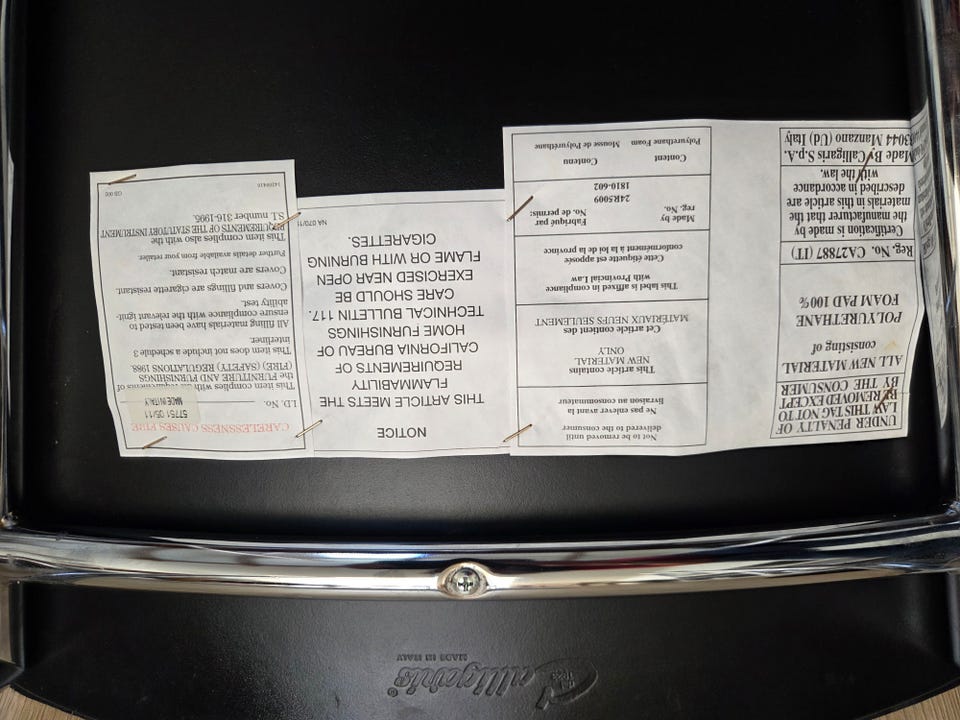 Calligaris®
MADE IN ITALY
UNDER PENALTY OF
LAW THIS TAG NOT TO
BE REMOVED EXCEPT
BY THE CONSUMER
ALL NEW MATERIAL
consisting of
POLYURETHANE
FOAM PAD 100%
Reg. No. CA27887 (IT)
Certification is made by
the manufacturer that the
materials in this article are
described in accordance
with the law.
Made By Calligaris S.p.A.
33044 Manzano (Ud) Italy
Not to be removed until
delivered to the consumer
Ne pas enlever avant la
livraison au consommateur
This article contains
NEW MATERIAL
ONLY
Cet article content des
MATÉRIAUX NEUFS SEULEMENT
This label is affixed in compliance
with Provincial Law
Cette étiquette est apposée
conformément à la loi de la province
Made by Fabriqué par
reg. No. No. de permis:
24R5009
1810-602
Content Contenu
Polyurethane Foam Mousse de Polyuréthane
NOTICE
THIS ARTICLE MEETS THE
FLAMMABILITY
REQUIREMENTS OF
CALIFORNIA BUREAU OF
HOME FURNISHINGS
TECHNICAL BULLETIN 117.
CARE SHOULD BE
EXERCISED NEAR OPEN
FLAME OR WITH BURNING
CIGARETTES.
NA 070/1
CARELESSNESS CAUSES FIRE
57751 05/11
MADE IN ITALY
I.D. No.
This item complies with the requirements of
the FURNITURE AND FURNISHINGS
(FIRE) (SAFETY) REGULATIONS 1988.
This item does not include a schedule 3
interliner.
All filling materials have been tested to
ensure compliance with the relevant ignit-
ability test.
Covers and fillings are cigarette resistant.
Covers are match resistant.
Further details available from your retailer.
This item complies also with the
REQUIREMENTS OF THE STATUTORY INSTRUMENT
S.I. number 316-1995.